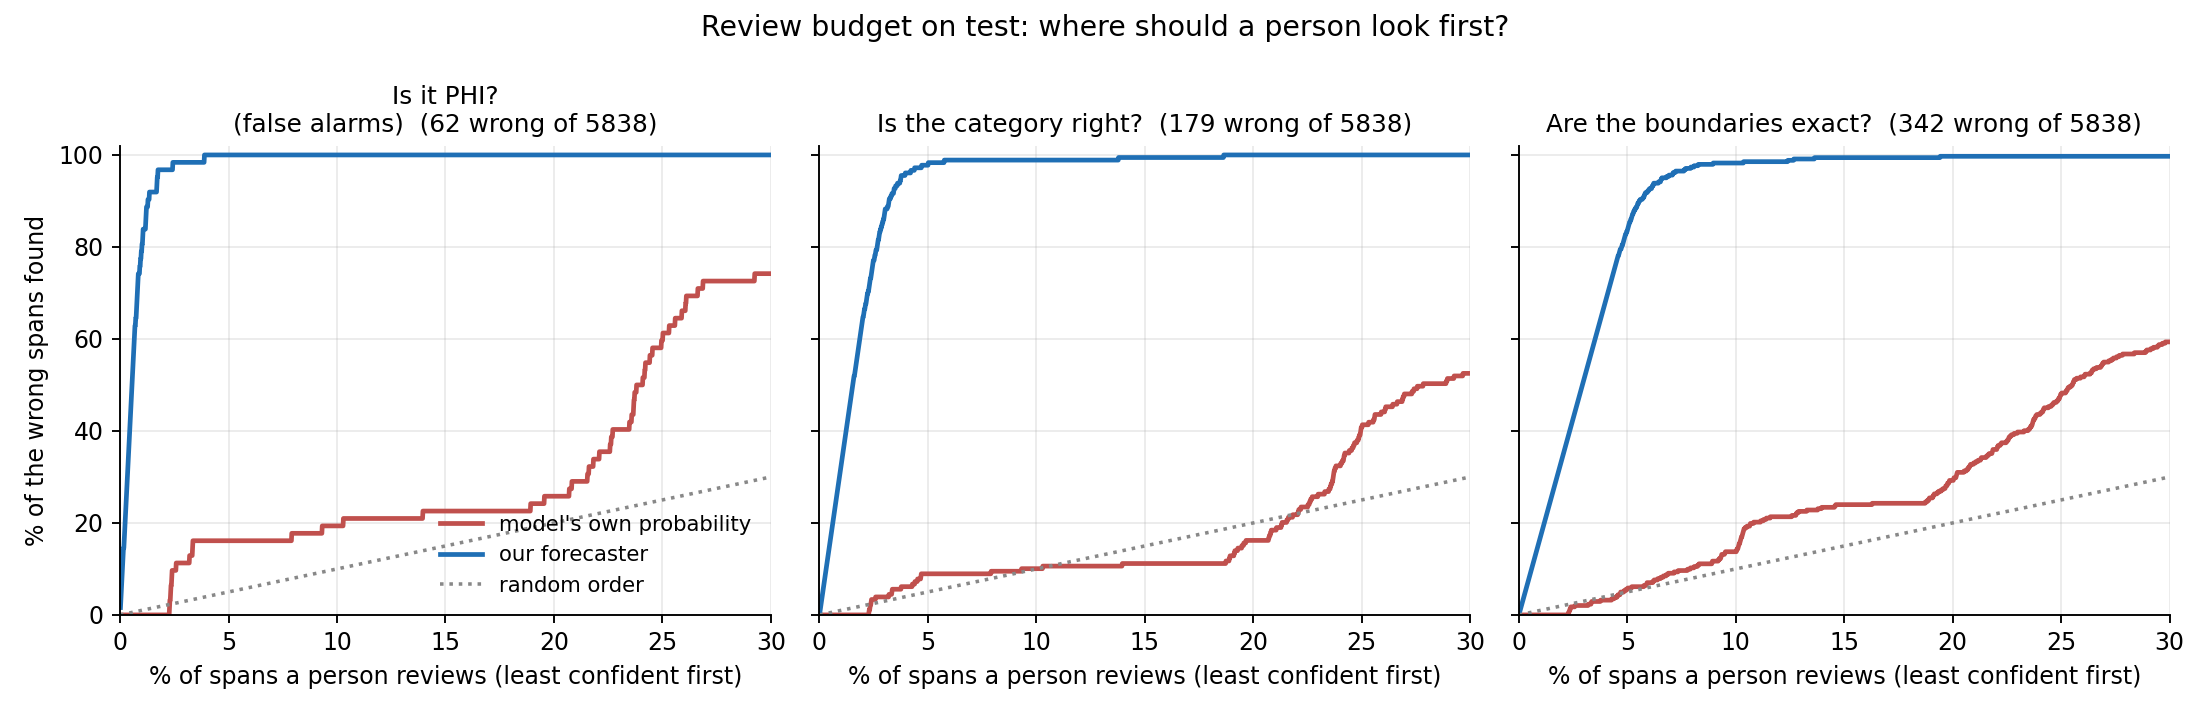 Review budget on test: where should a person look first?
Is it PHI?
(false alarms)  (62 wrong of 5838)
% of the wrong spans found
100
80
60
40
20
0
0 5 10 15 20 25 30
% of spans a person reviews (least confident first)
model's own probability
our forecaster
random order
Is the category right?  (179 wrong of 5838)
0 5 10 15 20 25 30
% of spans a person reviews (least confident first)
Are the boundaries exact?  (342 wrong of 5838)
0 5 10 15 20 25 30
% of spans a person reviews (least confident first)